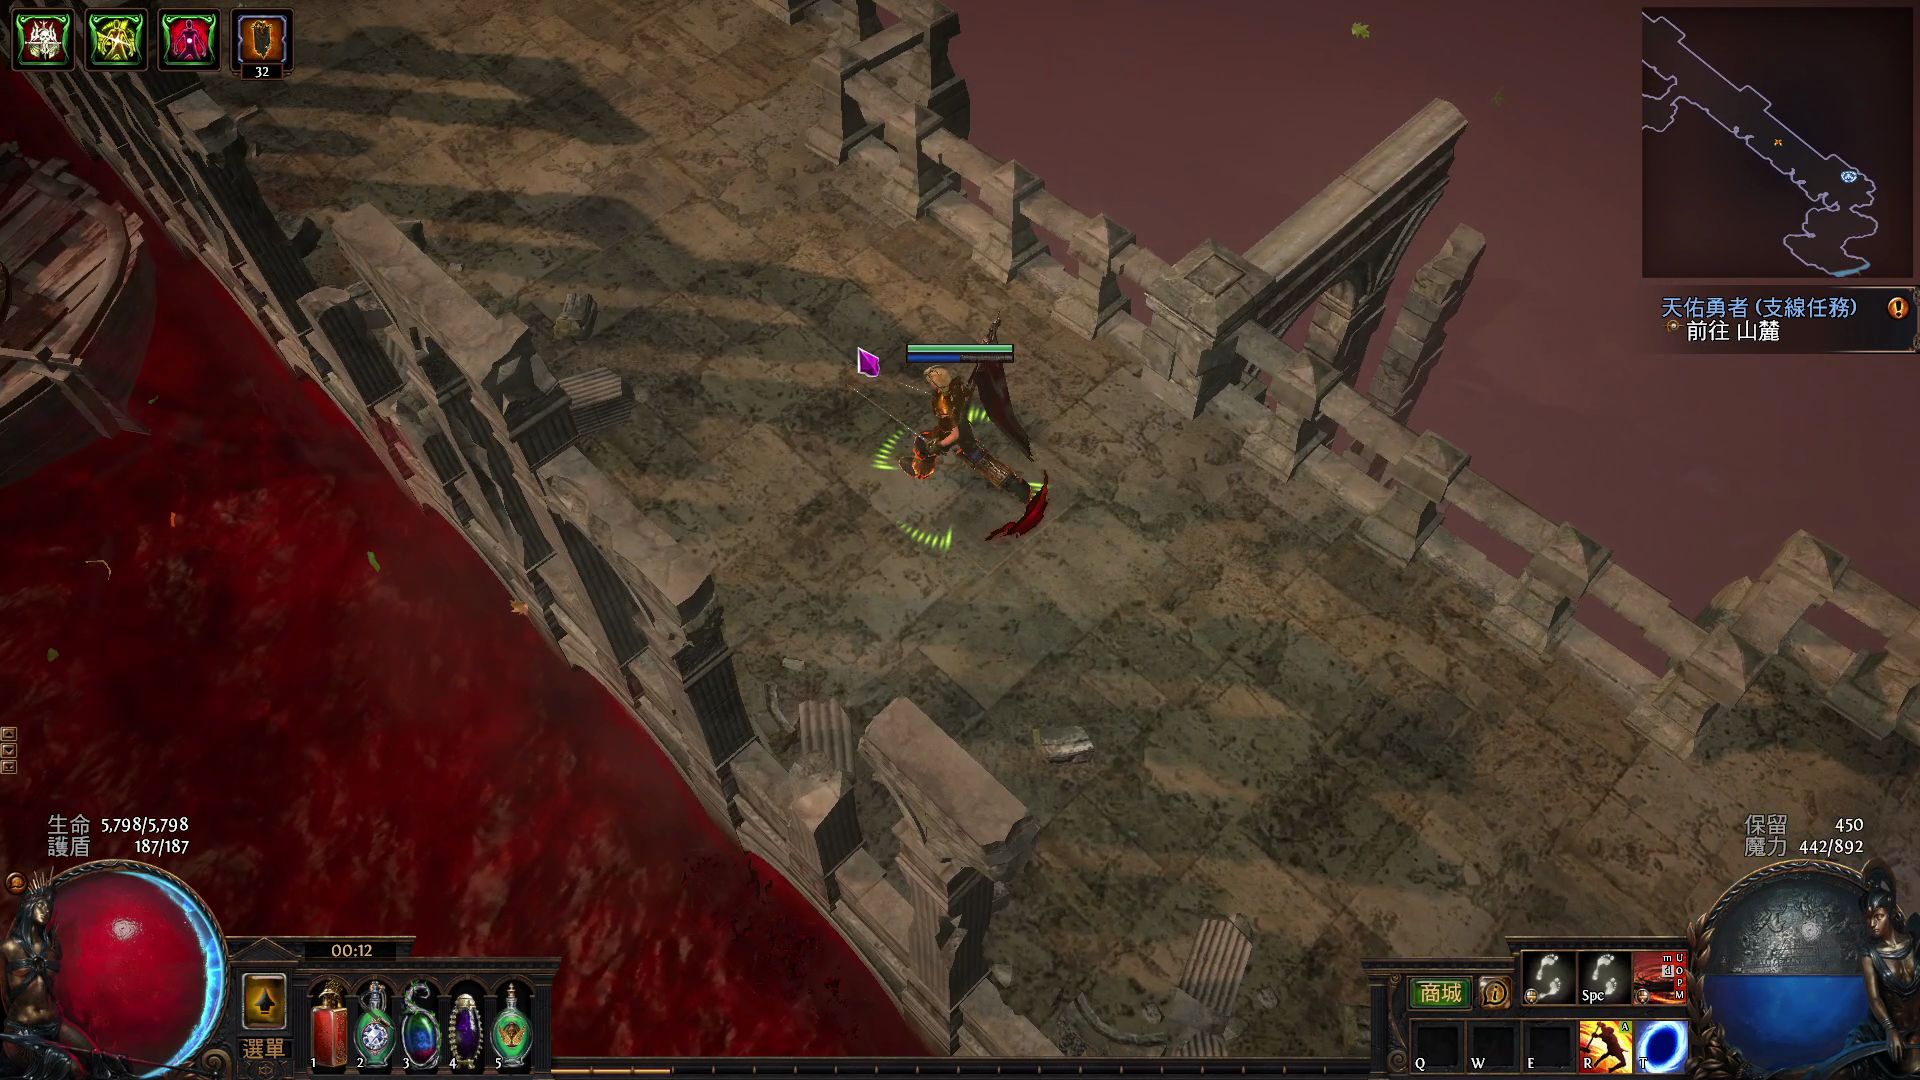 32
天佑勇者 (支線任務)
前往 山麓
生命 5,798/5,798
護盾 187/187
保留 450
魔力 442/892
00:12
選單
1
2
3
4
5
商城
Spc
Q
W
E
R
A
T